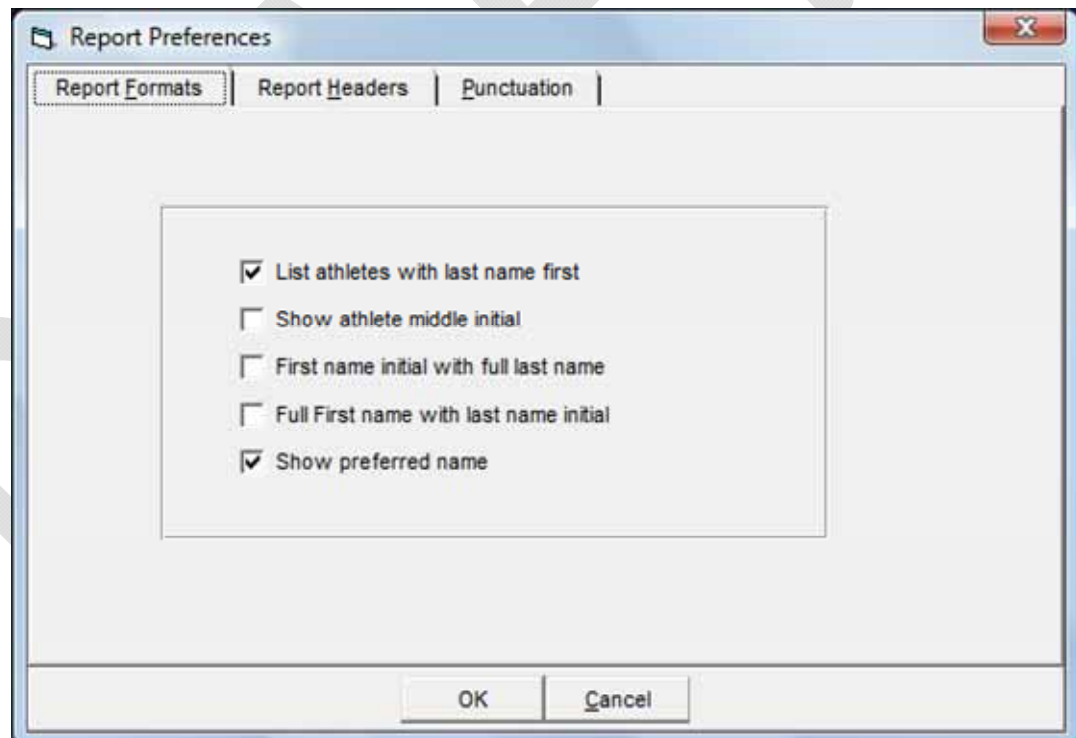 Report Preferences
Report Formats
Report Headers
Punctuation
List athletes with last name first
Show athlete middle initial
First name initial with full last name
Full First name with last name initial
Show preferred name
OK
Cancel